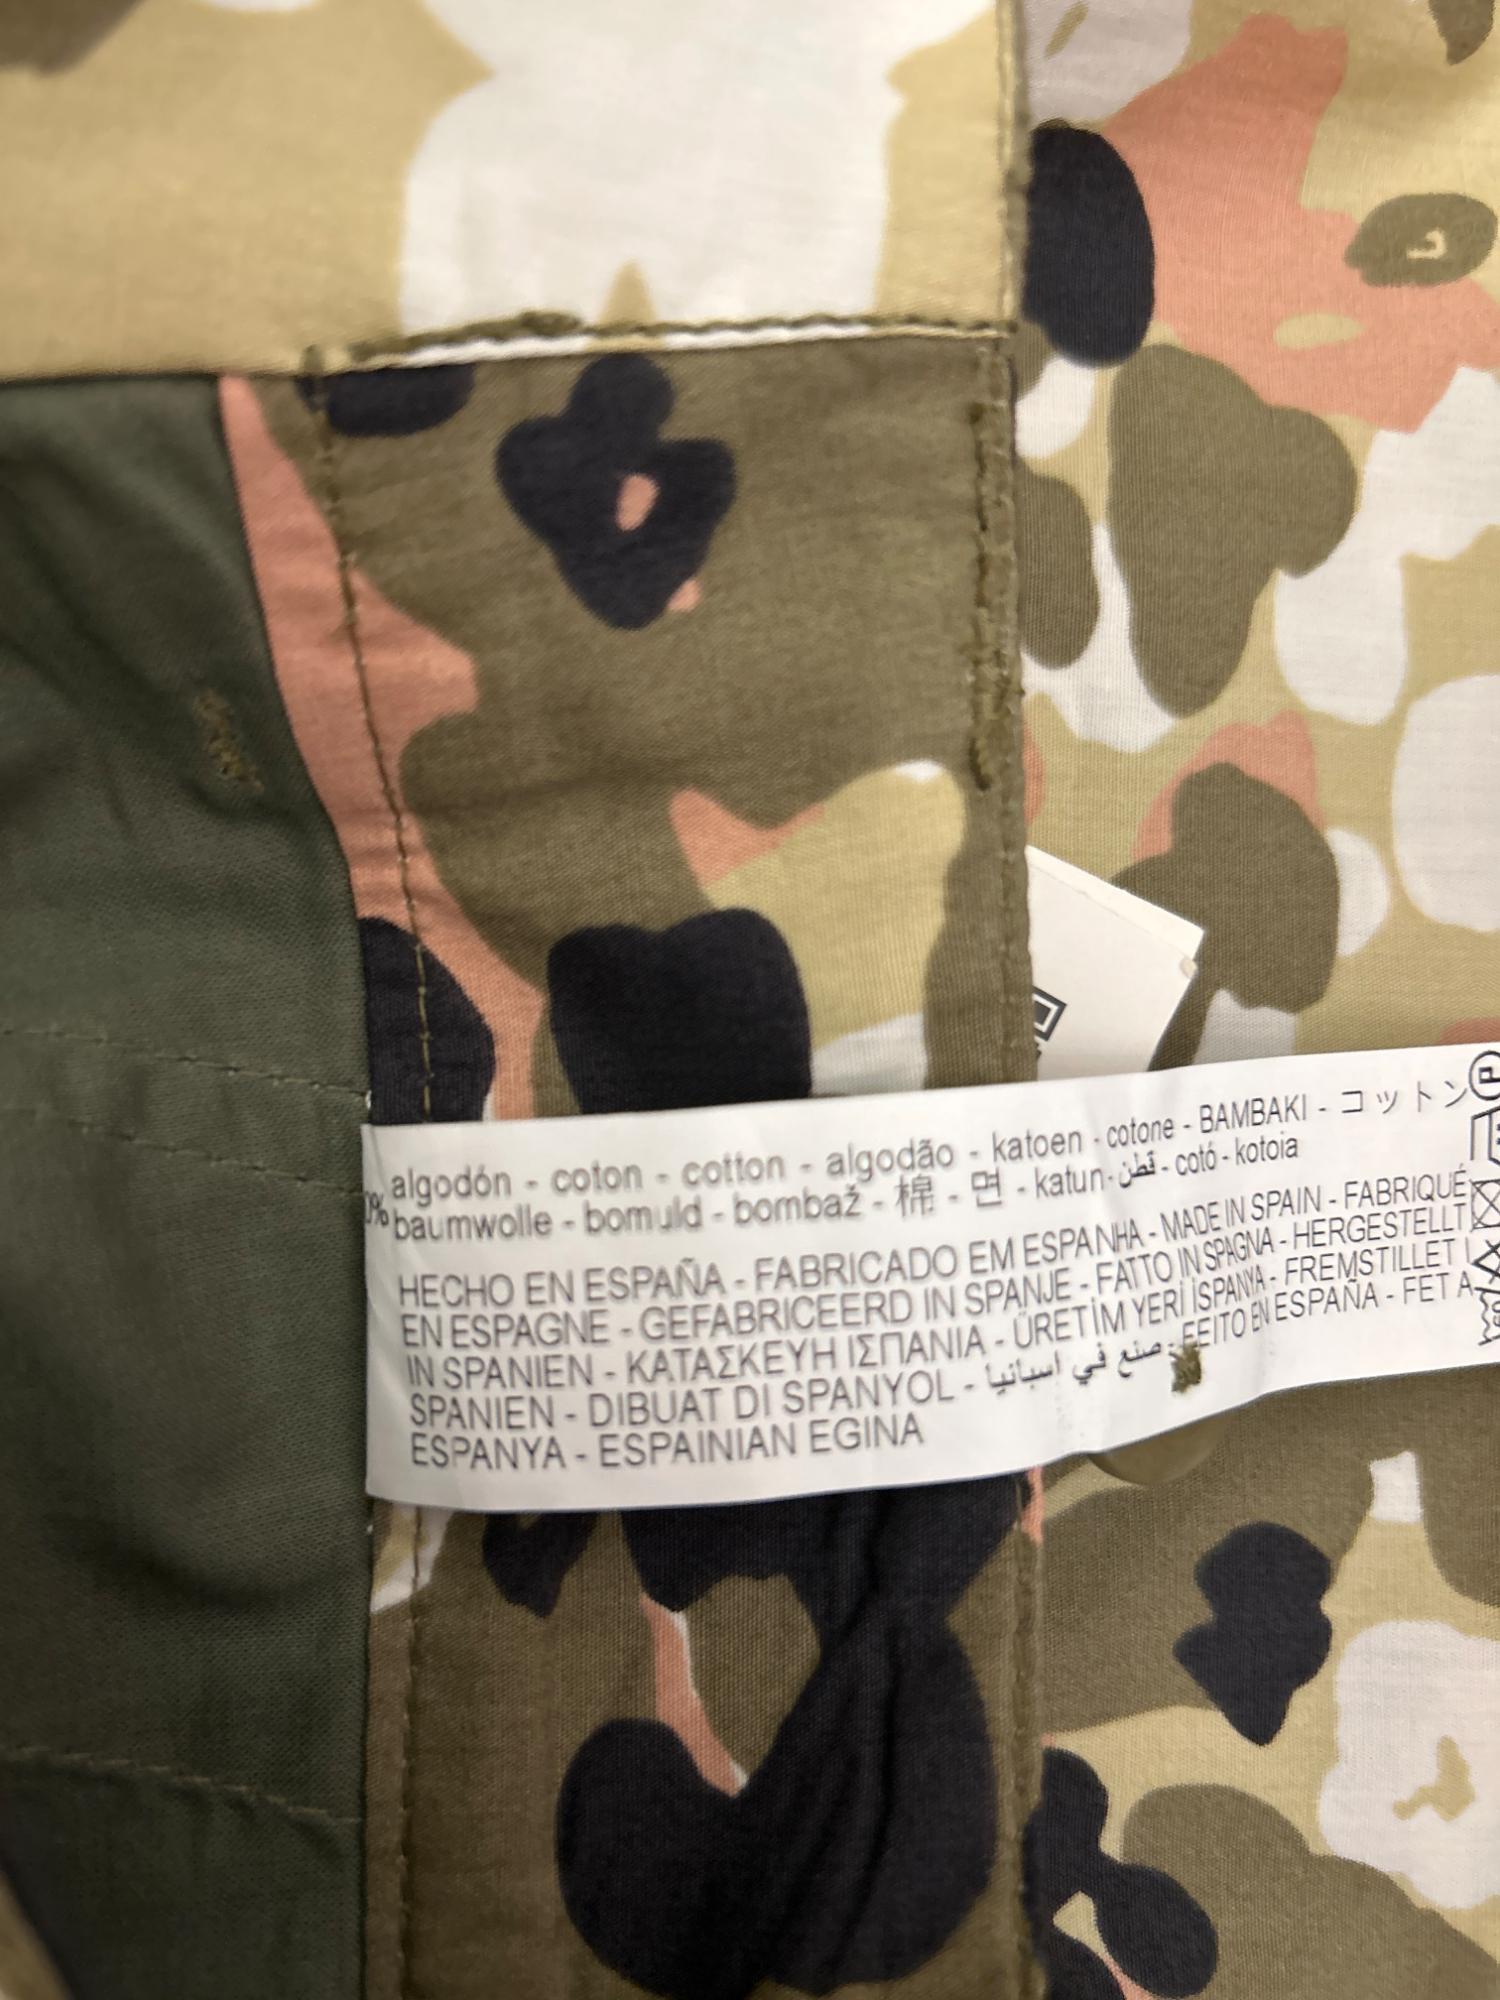 algodón - coton - cotton - algodão - katoen - cotone - BAMBAKI - コットン
0% baumwolle - bomuld - bombaž - 棉 - 면 - katun - قطن - cotó - kotoia
HECHO EN ESPAÑA - FABRICADO EM ESPANHA - MADE IN SPAIN - FABRIQUÉ
EN ESPAGNE - GEFABRICEERD IN SPANJE - FATTO IN SPAGNA - HERGESTELLT
IN SPANIEN - ΚΑΤΑΣΚΕΥΗ ΙΣΠΑΝΙΑ - ÜRETİM YERİ İSPANYA - FREMSTILLET I
SPANIEN - DIBUAT DI SPANYOL - صنع في اسبانيا - FEITO EN ESPAÑA - FET A
ESPANYA - ESPAINIAN EGINA